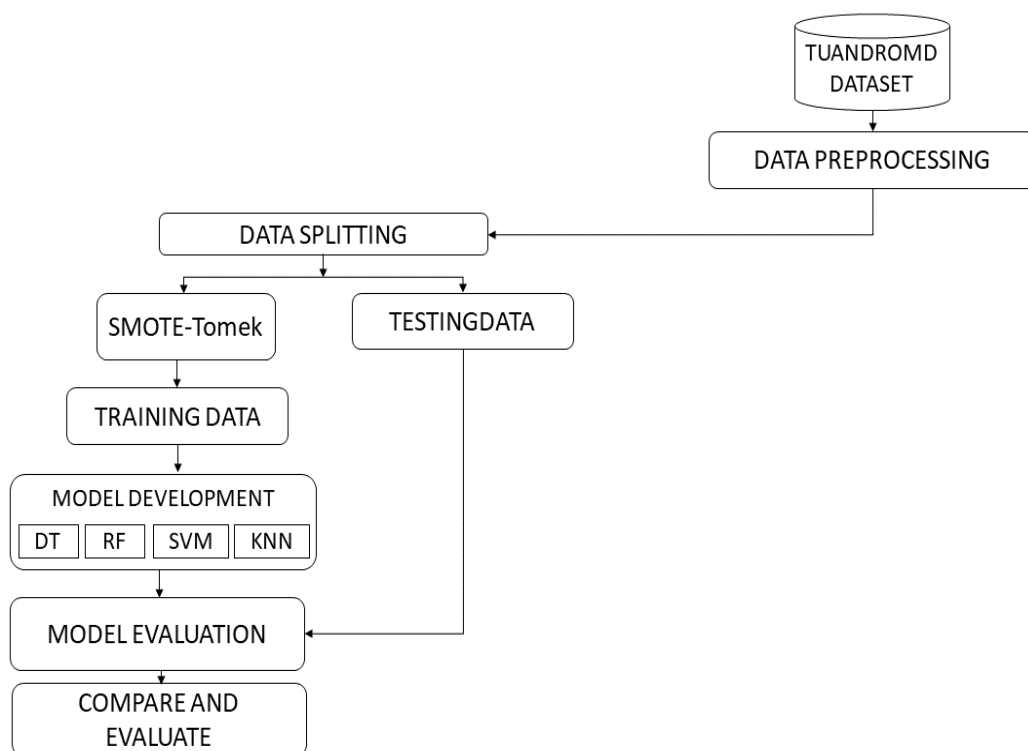 TUANDROMD
DATASET
DATA PREPROCESSING
DATA SPLITTING
SMOTE-Tomek
TESTINGDATA
TRAINING DATA
MODEL DEVELOPMENT
DT RF SVM KNN
MODEL EVALUATION
COMPARE AND
EVALUATE